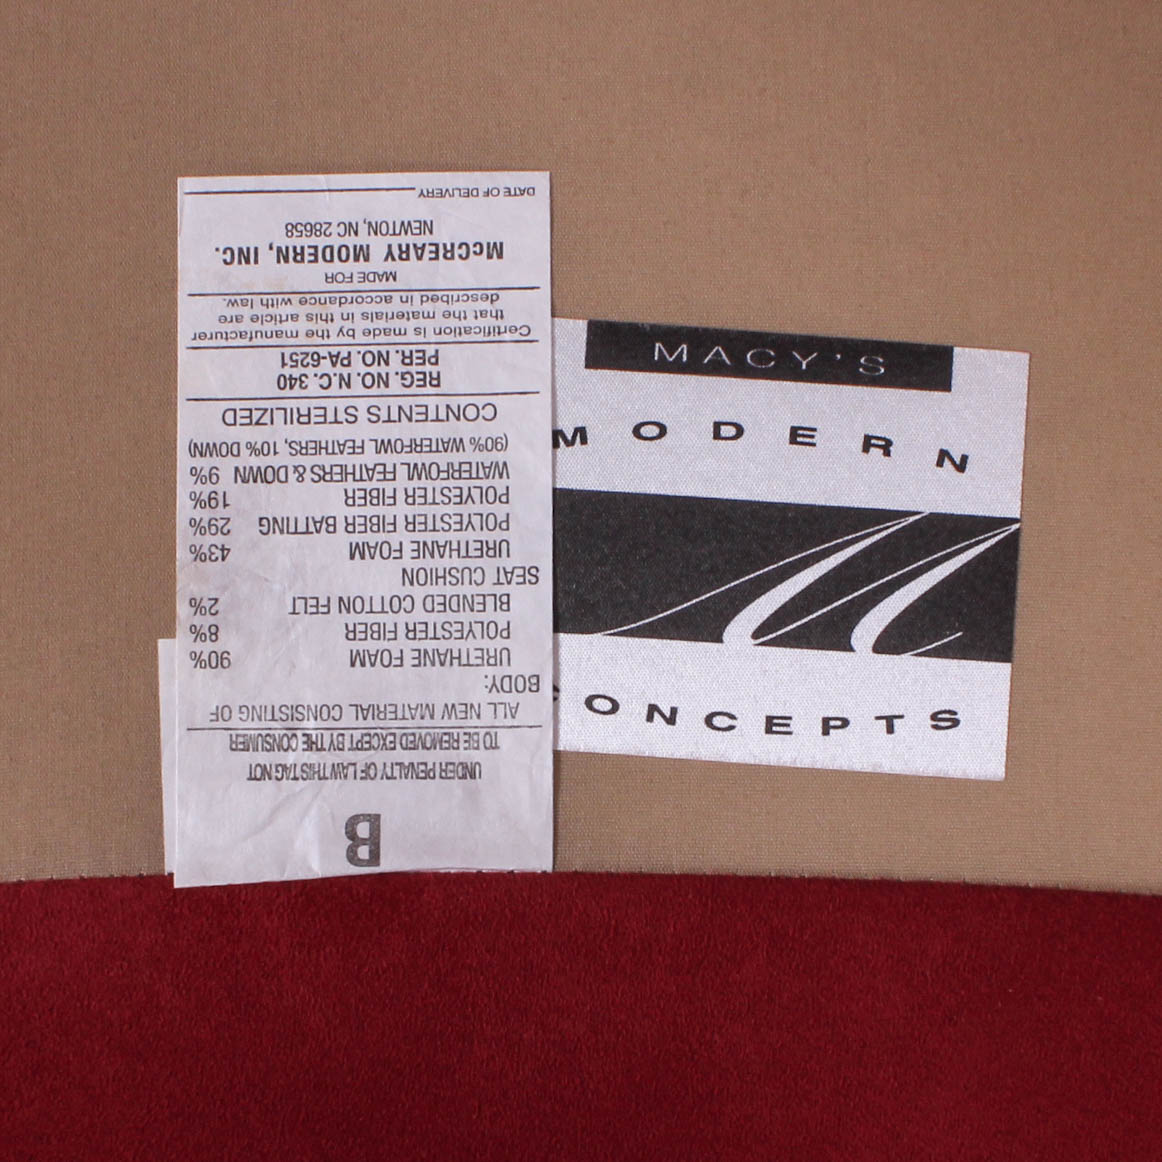 B
UNDER PENALTY OF LAW THIS TAG NOT
TO BE REMOVED EXCEPT BY THE CONSUMER
ALL NEW MATERIAL CONSISTING OF
BODY:
URETHANE FOAM 90%
POLYESTER FIBER 8%
BLENDED COTTON FELT 2%
SEAT CUSHION
URETHANE FOAM 43%
POLYESTER FIBER BATTING 29%
POLYESTER FIBER 19%
WATERFOWL FEATHERS & DOWN 9%
(90% WATERFOWL FEATHERS, 10% DOWN)
CONTENTS STERILIZED
REG. NO. N.C. 340
PER. NO. PA-6251
Certification is made by the manufacturer
that the materials in this article are
described in accordance with law.
MADE FOR
McCREARY MODERN, INC.
NEWTON, NC 28658
DATE OF DELIVERY
MACY'S
MODERN
CONCEPTS